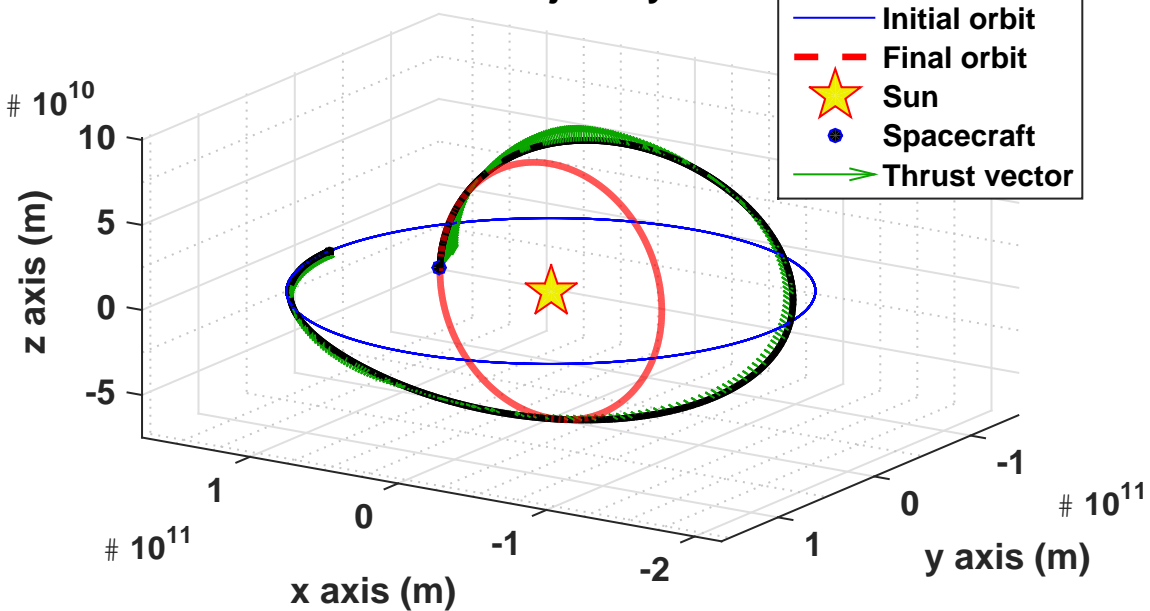 Initial orbit
Final orbit
Sun
Spacecraft
Thrust vector
# 10^10
10
5
0
-5
z axis (m)
1
0
-1
-2
# 10^11
x axis (m)
-1
0
1
# 10^11
y axis (m)